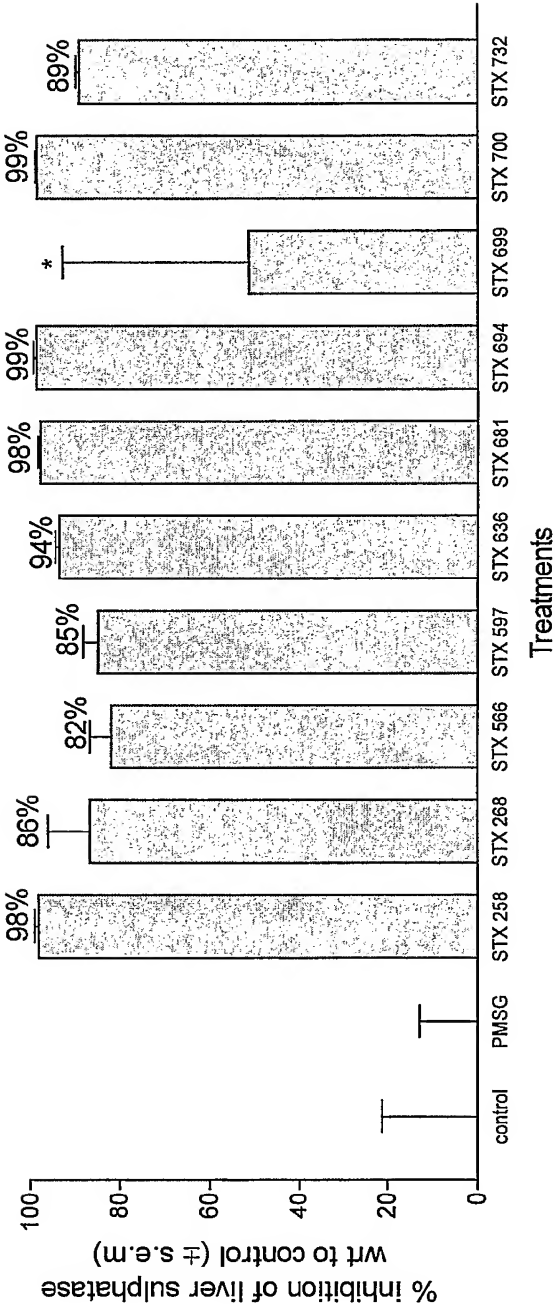 % inhibition of liver sulphatase
wrt to control (± s.e.m)
100
80
60
40
20
0
98%
86%
82%
85%
94%
98%
99%
*
99%
89%
control
PMSG
STX 258
STX 268
STX 566
STX 597
STX 636
STX 681
STX 694
STX 699
STX 700
STX 732
Treatments